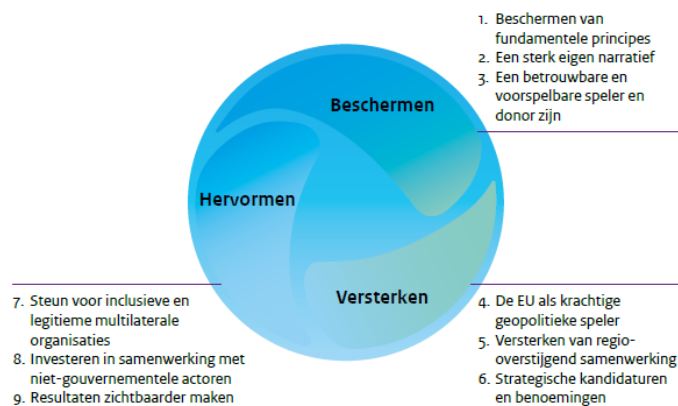 1. Beschermen van
fundamentele principes
2. Een sterk eigen narratief
3. Een betrouwbare en
voorspelbare speler en
donor zijn
Beschermen
Hervormen
Versterken
7. Steun voor inclusieve en
legitieme multilaterale
organisaties
8. Investeren in samenwerking met
niet-gouvernementele actoren
9. Resultaten zichtbaarder maken
4. De EU als krachtige
geopolitieke speler
5. Versterken van regio-
overstijgend samenwerking
6. Strategische kandidaturen
en benoemingen